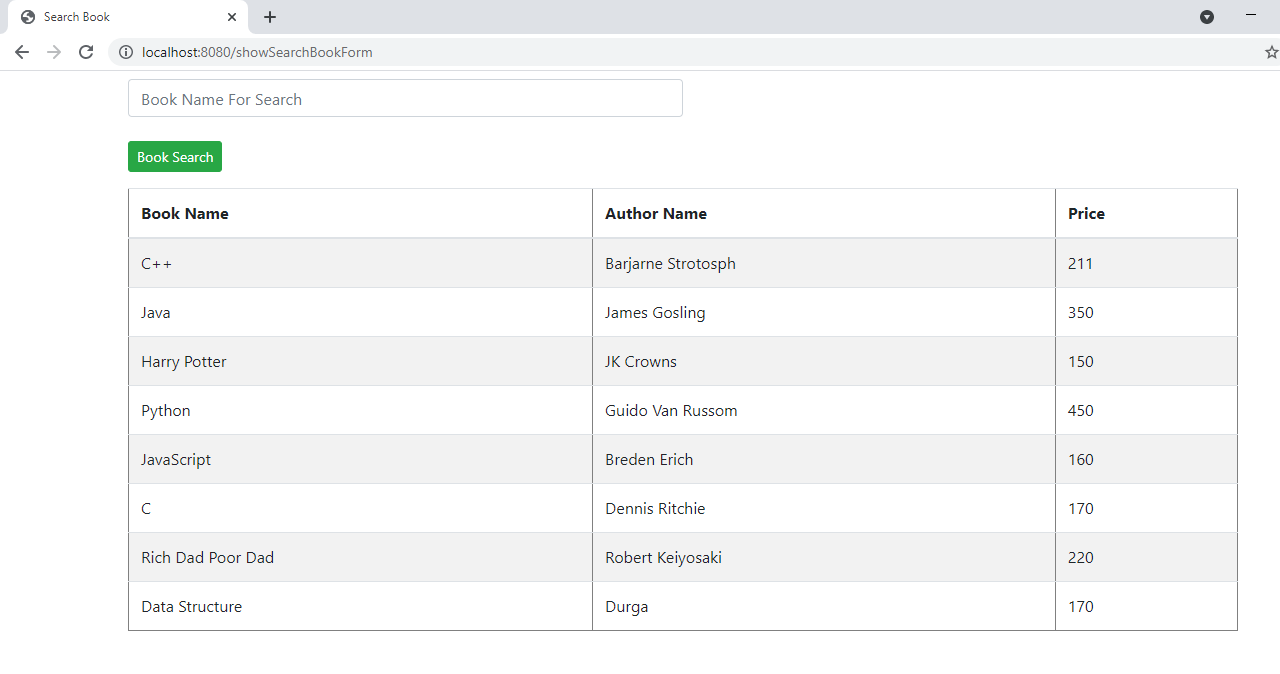 Search Book
localhost:8080/showSearchBookForm
Book Name For Search
Book Search
Book Name Author Name Price
C++ Barjarne Strotosph 211
Java James Gosling 350
Harry Potter JK Crowns 150
Python Guido Van Russom 450
JavaScript Breden Erich 160
C Dennis Ritchie 170
Rich Dad Poor Dad Robert Keiyosaki 220
Data Structure Durga 170